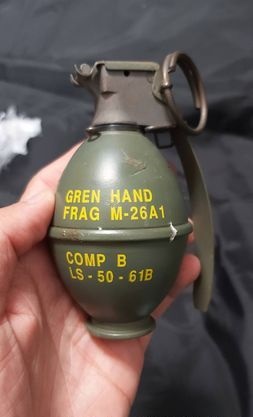 GREN HAND
FRAG M-26A1
COMP B
LS - 50 - 61B